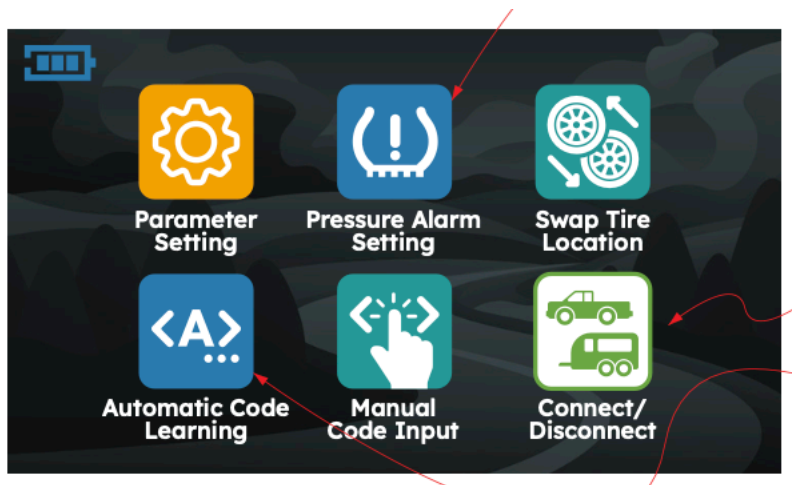 Parameter
Setting
Pressure Alarm
Setting
Swap Tire
Location
<A>
Automatic Code
Learning
Manual
Code Input
Connect/
Disconnect